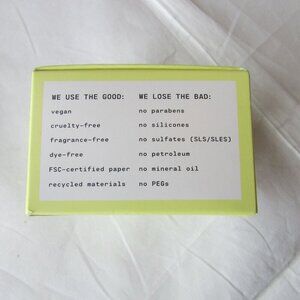 WE USE THE GOOD: WE LOSE THE BAD:
vegan no parabens
cruelty-free no silicones
fragrance-free no sulfates (SLS/SLES)
dye-free no petroleum
FSC-certified paper no mineral oil
recycled materials no PEGs